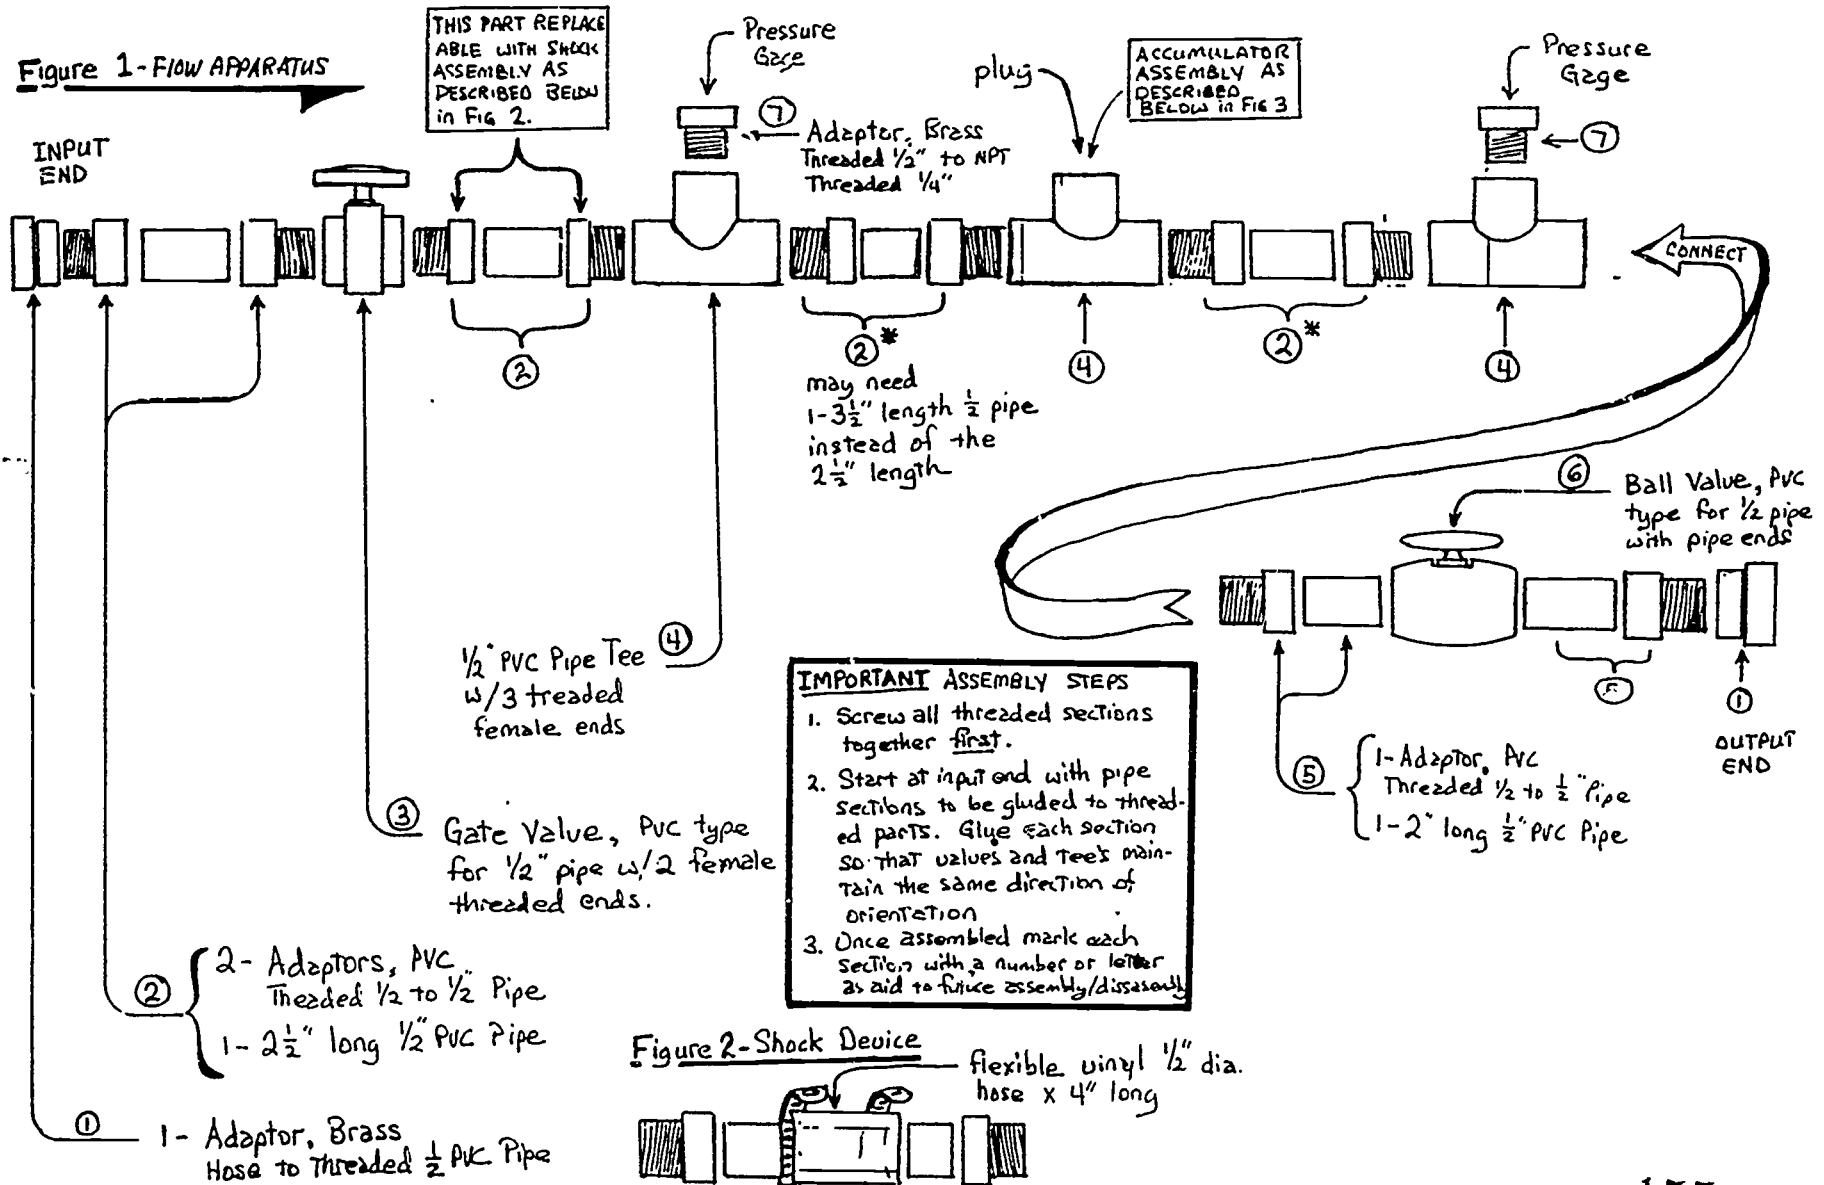 Figure 1-FLOW APPARATUS
INPUT
END
THIS PART REPLACE
ABLE WITH SHOCK
ASSEMBLY AS
DESCRIBED BELOW
in FIG 2.
Pressure
Gage
7
Adaptor, Brass
Threaded 1/2" to NPT
Threaded 1/4"
plug
ACCUMULATOR
ASSEMBLY AS
DESCRIBED
BELOW in FIG 3
Pressure
Gage
7
CONNECT
2
2*
may need
1-3 1/2" length 1/2 pipe
instead of the
2 1/2" length
4
2*
4
6
Ball Value, PVC
type for 1/2 pipe
with pipe ends
1/2" PVC Pipe Tee
w/3 treaded
female ends
4
3
Gate Value, PVC type
for 1/2" pipe w/2 female
threaded ends.
IMPORTANT ASSEMBLY STEPS
1. Screw all threaded sections
together first.
2. Start at input end with pipe
sections to be gluded to thread-
ed parts. Glue each section
so that values and Tee's main-
tain the same direction of
orientation
3. Once assembled mark each
section with a number or letter
as aid to future assembly/dissasembly
5
1
OUTPUT
END
5
1-Adaptor, PVC
Threaded 1/2 to 1/2" Pipe
1-2" long 1/2" PVC Pipe
2
2- Adaptors, PVC
Theaded 1/2 to 1/2 Pipe
1- 2 1/2" long 1/2" PVC Pipe
1
1- Adaptor, Brass
Hose to Threaded 1/2 PVC Pipe
Figure 2-Shock Device
flexible vinyl 1/2" dia.
hose x 4" long